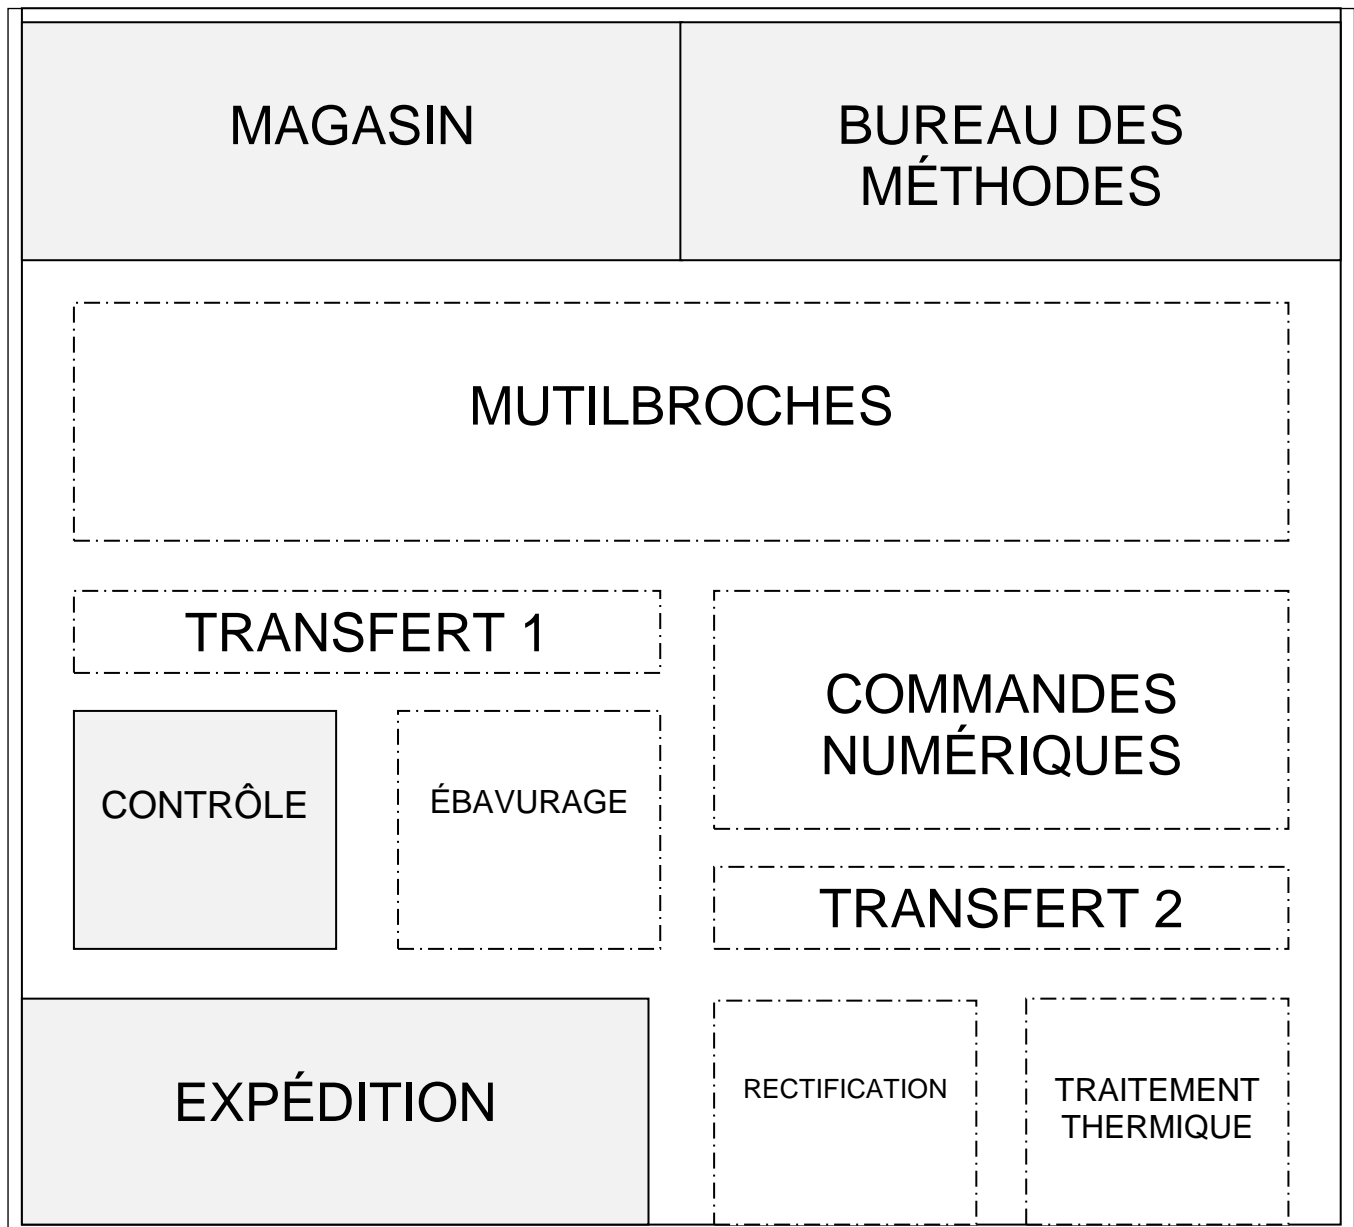 MAGASIN
BUREAU DES
MÉTHODES
MUTILBROCHES
TRANSFERT 1
COMMANDES
NUMÉRIQUES
CONTRÔLE
ÉBAVURAGE
TRANSFERT 2
EXPÉDITION
RECTIFICATION
TRAITEMENT
THERMIQUE